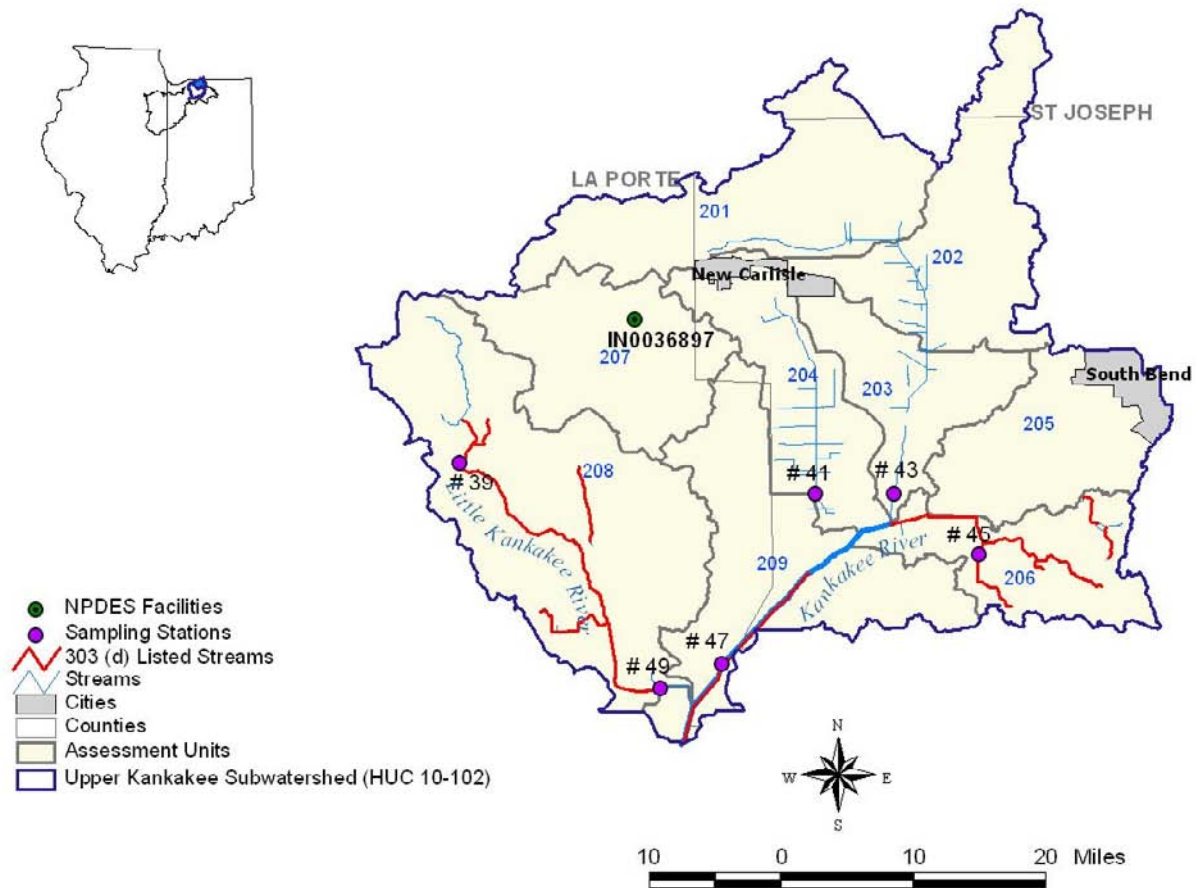 ST JOSEPH
LA PORTE
201
202
New Carlisle
IN0036897
207
204
203
South Bend
205
# 39
208
# 41
# 43
Little Kankakee River
# 45
209
Kankakee River
206
# 47
# 49
NPDES Facilities
Sampling Stations
303 (d) Listed Streams
Streams
Cities
Counties
Assessment Units
Upper Kankakee Subwatershed (HUC 10-102)
N
W E
S
10 0 10 20 Miles